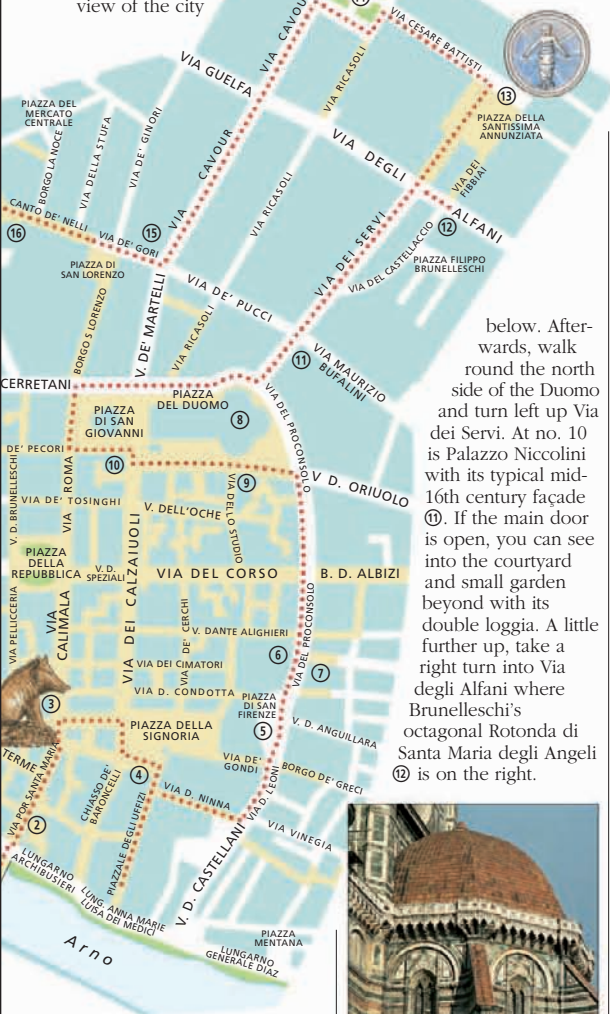 view of the city
VIA CAVOUR
VIA CESARE BATTISTI
VIA GUELFA
VIA RICASOLI
⑬
PIAZZA DEL
MERCATO
CENTRALE
PIAZZA DELLA
SANTISSIMA
ANNUNZIATA
BORGO LA NOCE
VIA DELLA STUFA
VIA DE' GINORI
VIA CAVOUR
VIA DEGLI ALFANI
VIA DEI
FIBBIAI
VIA RICASOLI
VIA DEI SERVI
⑫
CANTO DE' NELLI
VIA DE' GORI
⑮
⑯
VIA DEL CASTELLACCIO
PIAZZA FILIPPO
BRUNELLESCHI
PIAZZA DI
SAN LORENZO
VIA DE' PUCCI
BORGO S LORENZO
V. DE' MARTELLI
VIA RICASOLI
⑪
VIA MAURIZIO
BUFALINI
CERRETANI
PIAZZA
DEL DUOMO
⑧
PIAZZA
DI SAN
GIOVANNI
VIA DEL PROCONSOLO
DE' PECORI
⑩
⑨
V. D. BRUNELLESCHI
VIA ROMA
VIA DE' TOSINGHI
V. DELL'OCHE
VIA DELLO STUDIO
V D. ORIUOLO
PIAZZA
DELLA
REPUBBLICA
V. D.
SPEZIALI
VIA DEL CORSO
B. D. ALBIZI
VIA PELLICCERIA
VIA
CALIMALA
VIA DEI CALZAIUOLI
VIA DE' CERCHI
V. DANTE ALIGHIERI
VIA DEL PROCONSOLO
⑥
⑦
VIA DEI CIMATORI
VIA D. CONDOTTA
③
PIAZZA DELLA
SIGNORIA
PIAZZA
DI SAN
FIRENZE
⑤
V. D. ANGUILLARA
TERME
VIA POR SANTA MARIA
②
CHIASSO DE'
BARONCELLI
④
VIA DE'
GONDI
BORGO DE' GRECI
VIA D. NINNA
VIA D. LEONI
PIAZZALE DEGLI UFFIZI
VIA VINEGIA
V. D. CASTELLANI
LUNGARNO
ARCHIBUSIERI
LUNG. ANNA MARIE
LUISA DEI MEDICI
PIAZZA
MENTANA
LUNGARNO
GENERALE DIAZ
Arno
below. After-
wards, walk
round the north
side of the Duomo
and turn left up Via
dei Servi. At no. 10
is Palazzo Niccolini
with its typical mid-
16th century façade
⑪. If the main door
is open, you can see
into the courtyard
and small garden
beyond with its
double loggia. A little
further up, take a
right turn into Via
degli Alfani where
Brunelleschi's
octagonal Rotonda di
Santa Maria degli Angeli
⑫ is on the right.